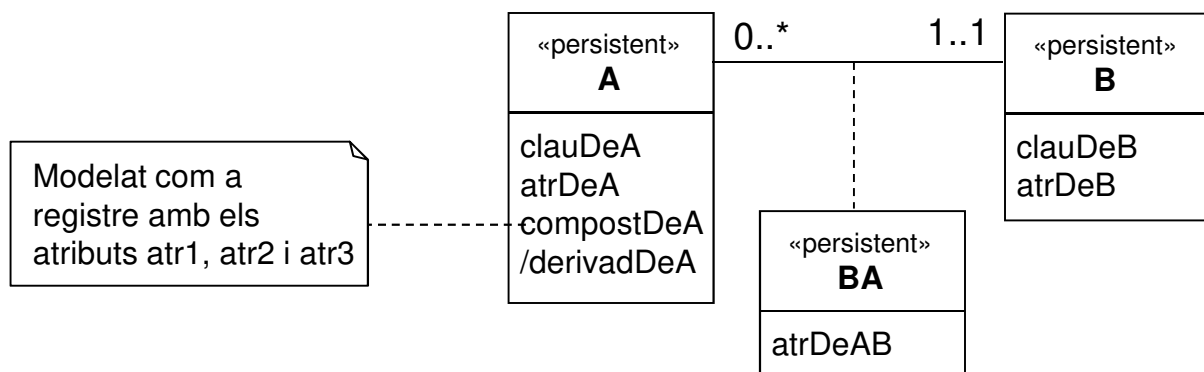 «persistent»
A
0..*
1..1
«persistent»
B
clauDeA
atrDeA
compostDeA
/derivadDeA
clauDeB
atrDeB
Modelat com a
registre amb els
atributs atr1, atr2 i atr3
«persistent»
BA
atrDeAB